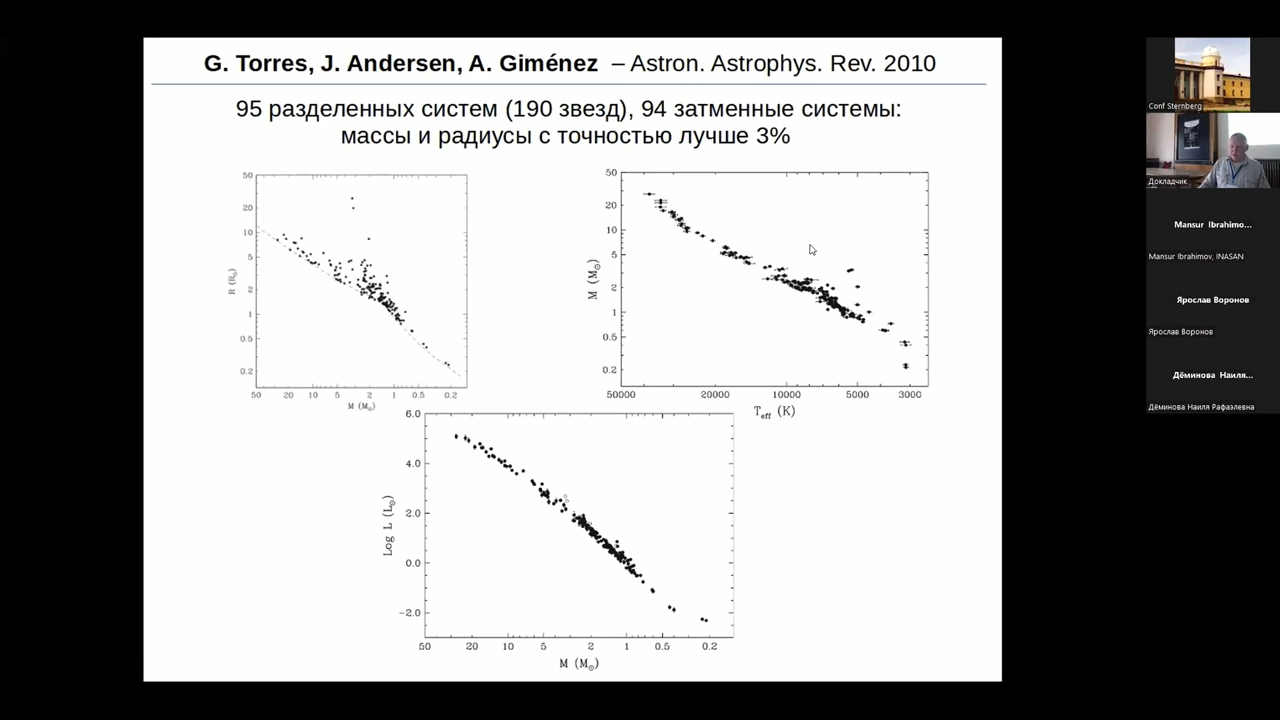 G. Torres, J. Andersen, A. Giménez – Astron. Astrophys. Rev. 2010
95 разделенных систем (190 звезд), 94 затменные системы:
массы и радиусы с точностью лучше 3%
50
20
10
5
2
1
0.5
0.2
R (R⊙)
50 20 10 5 2 1 0.5 0.2
M (M⊙)
50
20
10
5
2
1
0.5
0.2
M (M⊙)
50000 20000 10000 5000 3000
Teff (K)
6.0
4.0
2.0
0.0
−2.0
Log L (L⊙)
50 20 10 5 2 1 0.5 0.2
M (M⊙)
Conf Sternberg
Докладчик
Mansur Ibrahimo...
Mansur Ibrahimov, INASAN
Ярослав Воронов
Ярослав Воронов
Дёминова Наиля...
Дёминова Наиля Рафаэлевна